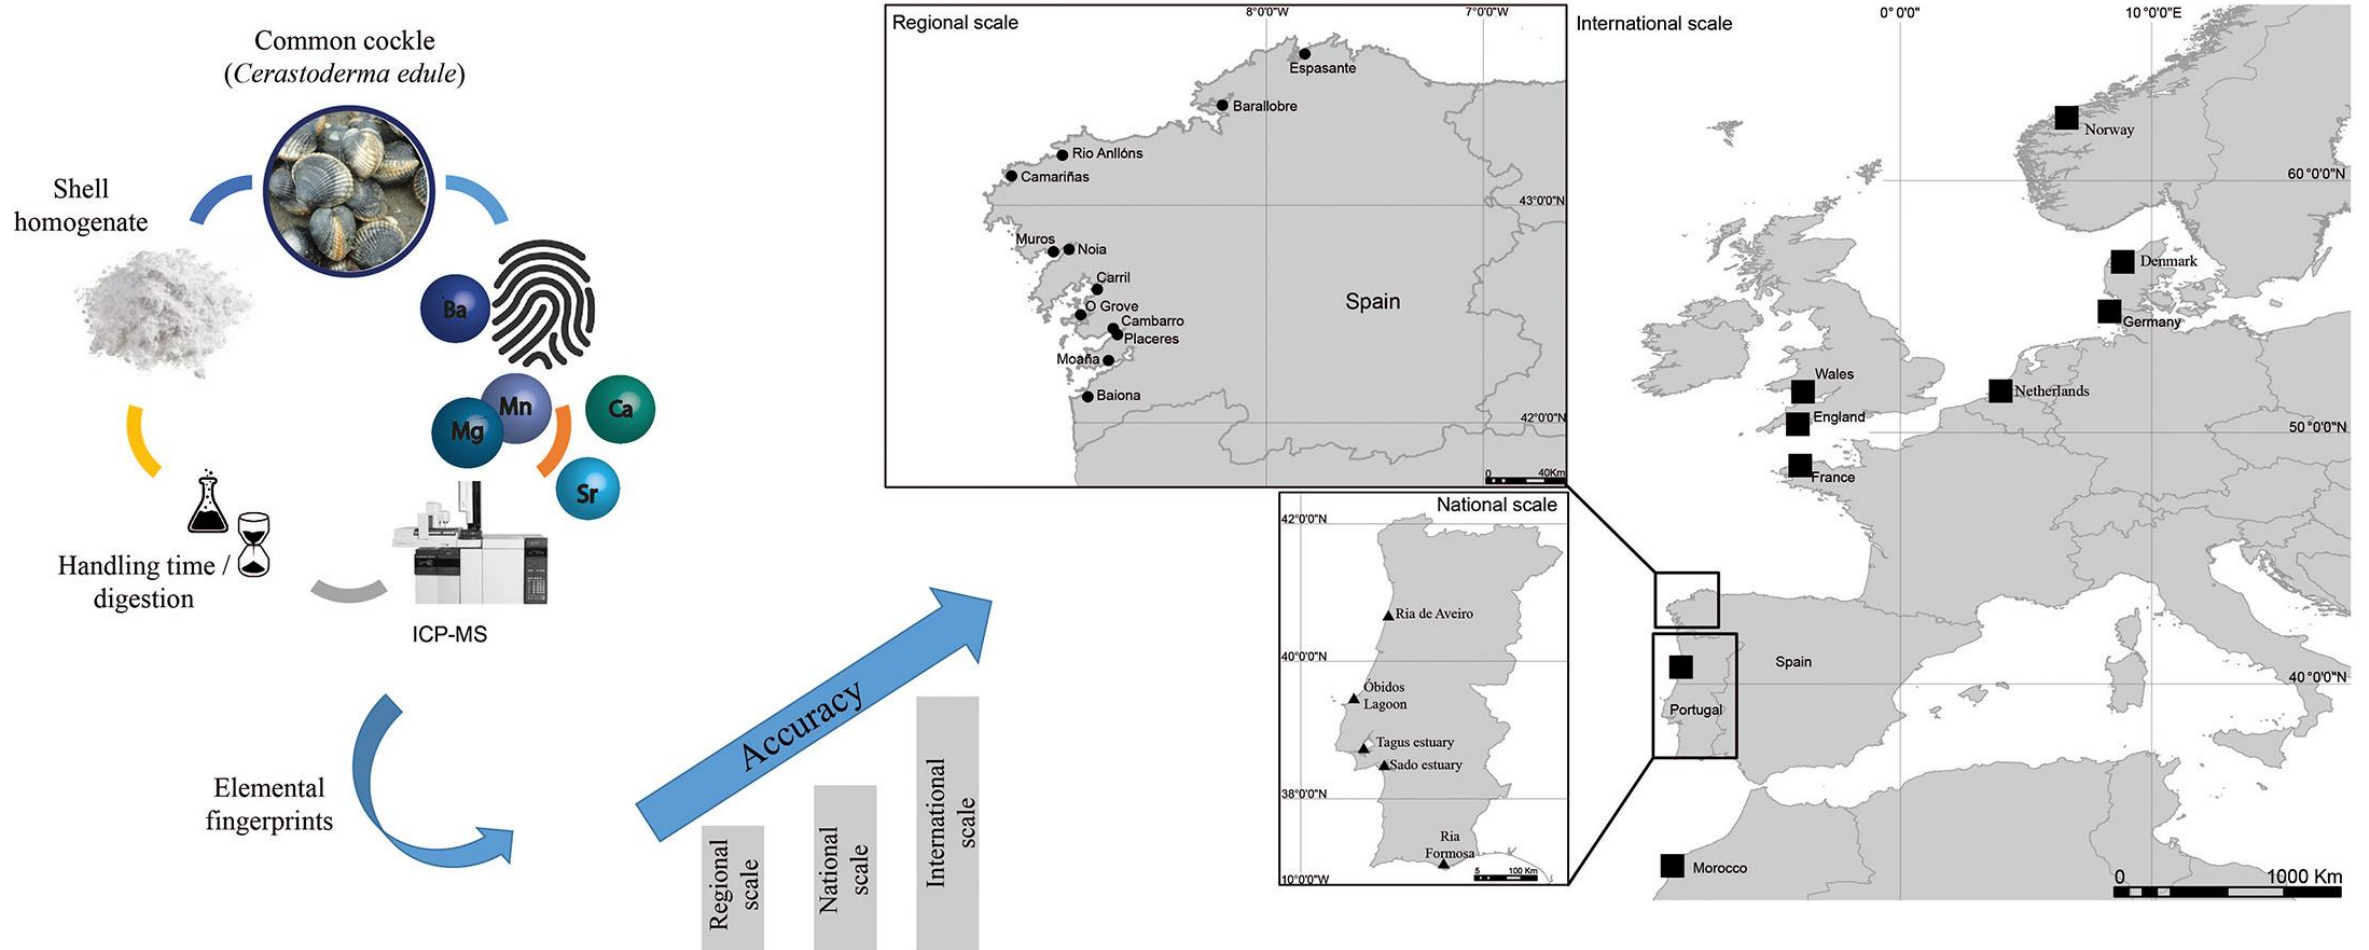 Common cockle
(Cerastoderma edule)
Shell
homogenate
Ba
Mn
Mg
Ca
Sr
Handling time /
digestion
ICP-MS
Elemental
fingerprints
Accuracy
Regional
scale
National
scale
International
scale
Regional scale
8°0'0"W
7°0'0"W
Espasante
Barallobre
Rio Anllóns
Camariñas
43°0'0"N
Muros
Noia
Carril
O Grove
Cambarro
Placeres
Moaña
Baiona
Spain
42°0'0"N
0
40Km
National scale
42°0'0"N
Ria de Aveiro
40°0'0"N
Óbidos
Lagoon
Tagus estuary
Sado estuary
38°0'0"N
Ria
Formosa
10°0'0"W
5
100 Km
International scale
0°0'0"
10°0'0"E
Norway
60°0'0"N
Denmark
Germany
Wales
Netherlands
England
50°0'0"N
France
Spain
40°0'0"N
Portugal
Morocco
0
1000 Km